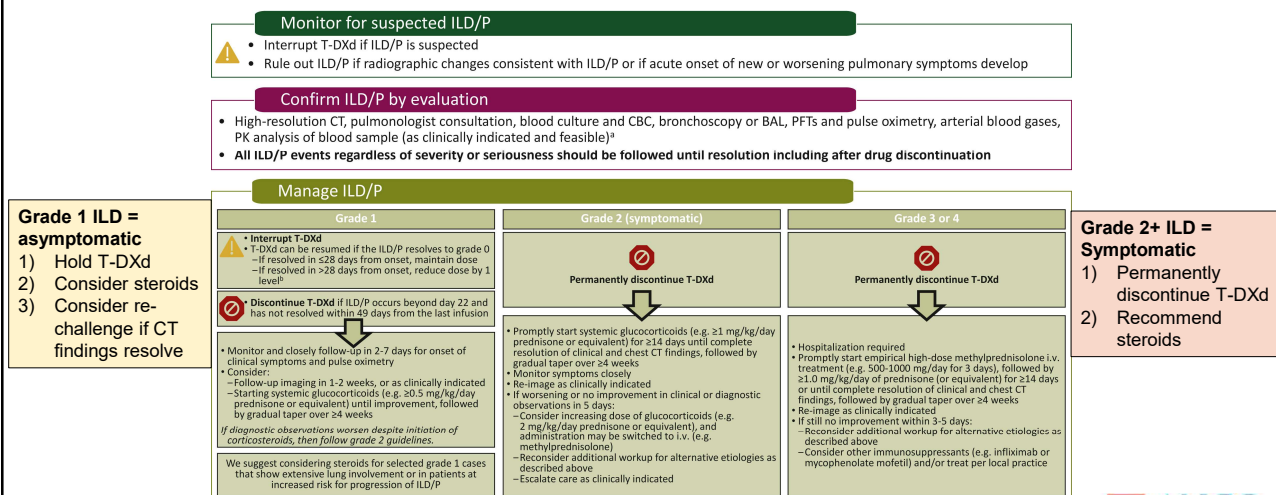 Monitor for suspected ILD/P
• Interrupt T-DXd if ILD/P is suspected
• Rule out ILD/P if radiographic changes consistent with ILD/P or if acute onset of new or worsening pulmonary symptoms develop
Confirm ILD/P by evaluation
• High-resolution CT, pulmonologist consultation, blood culture and CBC, bronchoscopy or BAL, PFTs and pulse oximetry, arterial blood gases,
PK analysis of blood sample (as clinically indicated and feasible)ᵃ
• All ILD/P events regardless of severity or seriousness should be followed until resolution including after drug discontinuation
Manage ILD/P
Grade 1 ILD =
asymptomatic
1) Hold T-DXd
2) Consider steroids
3) Consider re-
challenge if CT
findings resolve
Grade 1
• Interrupt T-DXd
• T-DXd can be resumed if the ILD/P resolves to grade 0
–If resolved in ≤28 days from onset, maintain dose
–If resolved in >28 days from onset, reduce dose by 1
levelᵇ
• Discontinue T-DXd if ILD/P occurs beyond day 22 and
has not resolved within 49 days from the last infusion
• Monitor and closely follow-up in 2-7 days for onset of
clinical symptoms and pulse oximetry
• Consider:
–Follow-up imaging in 1-2 weeks, or as clinically indicated
–Starting systemic glucocorticoids (e.g. ≥0.5 mg/kg/day
prednisone or equivalent) until improvement, followed
by gradual taper over ≥4 weeks
If diagnostic observations worsen despite initiation of
corticosteroids, then follow grade 2 guidelines.
We suggest considering steroids for selected grade 1 cases
that show extensive lung involvement or in patients at
increased risk for progression of ILD/P
Grade 2 (symptomatic)
Permanently discontinue T-DXd
• Promptly start systemic glucocorticoids (e.g. ≥1 mg/kg/day
prednisone or equivalent) for ≥14 days until complete
resolution of clinical and chest CT findings, followed by
gradual taper over ≥4 weeks
• Monitor symptoms closely
• Re-image as clinically indicated
• If worsening or no improvement in clinical or diagnostic
observations in 5 days:
–Consider increasing dose of glucocorticoids (e.g.
2 mg/kg/day prednisone or equivalent), and
administration may be switched to i.v. (e.g.
methylprednisolone)
–Reconsider additional workup for alternative etiologies as
described above
–Escalate care as clinically indicated
Grade 3 or 4
Permanently discontinue T-DXd
• Hospitalization required
• Promptly start empirical high-dose methylprednisolone i.v.
treatment (e.g. 500-1000 mg/day for 3 days), followed by
≥1.0 mg/kg/day of prednisone (or equivalent) for ≥14 days
or until complete resolution of clinical and chest CT
findings, followed by gradual taper over ≥4 weeks
• Re-image as clinically indicated
• If still no improvement within 3-5 days:
–Reconsider additional workup for alternative etiologies as
described above
–Consider other immunosuppressants (e.g. infliximab or
mycophenolate mofetil) and/or treat per local practice
Grade 2+ ILD =
Symptomatic
1) Permanently
discontinue T-DXd
2) Recommend
steroids